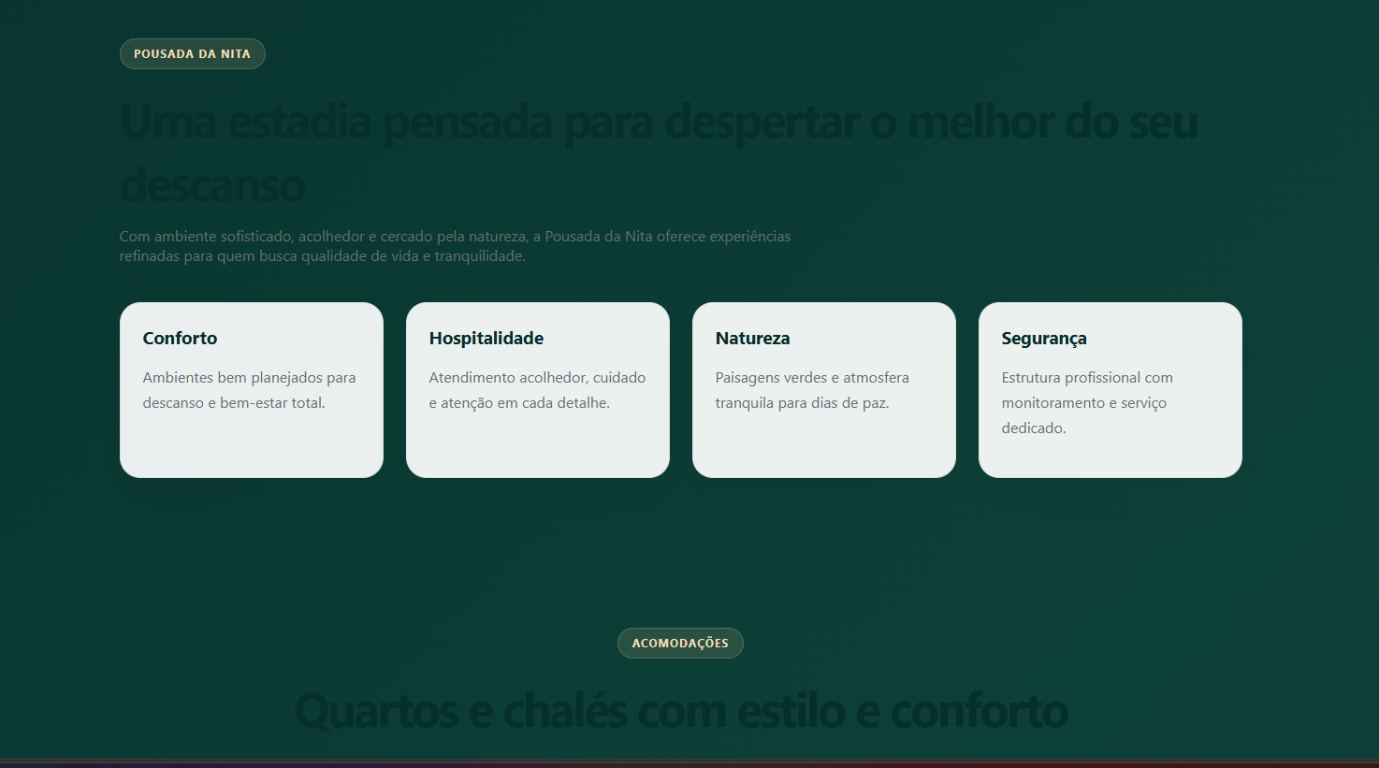 POUSADA DA NITA
Uma estadia pensada para despertar o melhor do seu
descanso
Com ambiente sofisticado, acolhedor e cercado pela natureza, a Pousada da Nita oferece experiências
refinadas para quem busca qualidade de vida e tranquilidade.
Conforto
Ambientes bem planejados para
descanso e bem-estar total.
Hospitalidade
Atendimento acolhedor, cuidado
e atenção em cada detalhe.
Natureza
Paisagens verdes e atmosfera
tranquila para dias de paz.
Segurança
Estrutura profissional com
monitoramento e serviço
dedicado.
ACOMODAÇÕES
Quartos e chalés com estilo e conforto